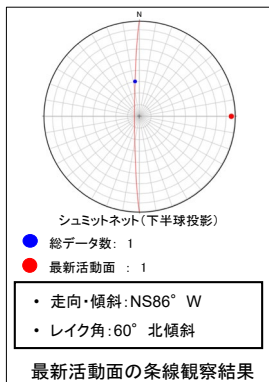 N
シュミットネット(下半球投影)
総データ数: 1
最新活動面 : 1
• 走向・傾斜:NS86° W
• レイク角:60° 北傾斜
最新活動面の条線観察結果